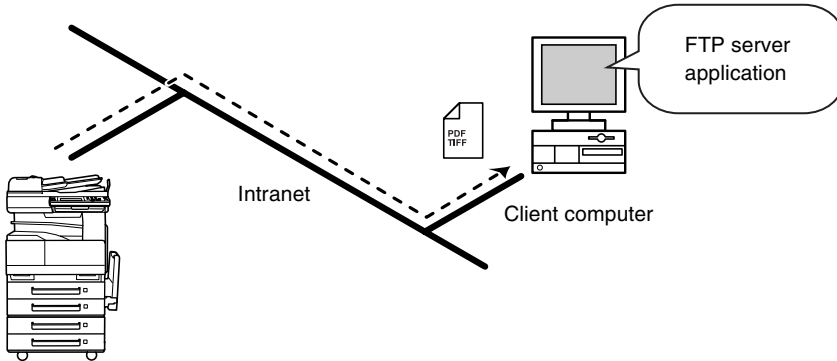 FTP server
application
PDF
TIFF
Intranet
Client computer